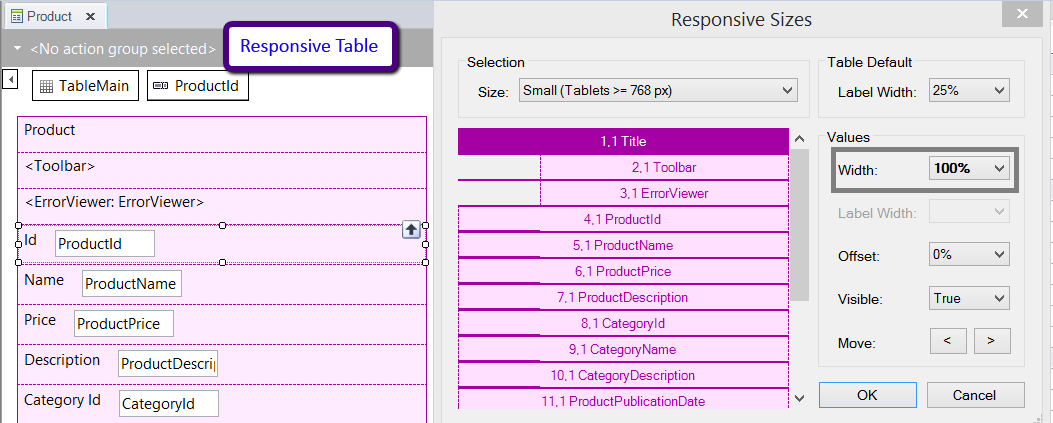 Product
<No action group selected>
Responsive Table
TableMain
ProductId
Product
<Toolbar>
<ErrorViewer: ErrorViewer>
Id ProductId
Name ProductName
Price ProductPrice
Description ProductDescrip
Category Id CategoryId
Responsive Sizes
Selection
Size: Small (Tablets >= 768 px)
1,1 Title
2,1 Toolbar
3,1 ErrorViewer
4,1 ProductId
5,1 ProductName
6,1 ProductPrice
7,1 ProductDescription
8,1 CategoryId
9,1 CategoryName
10,1 CategoryDescription
11,1 ProductPublicationDate
Table Default
Label Width: 25%
Values
Width: 100%
Label Width:
Offset: 0%
Visible: True
Move: < >
OK Cancel